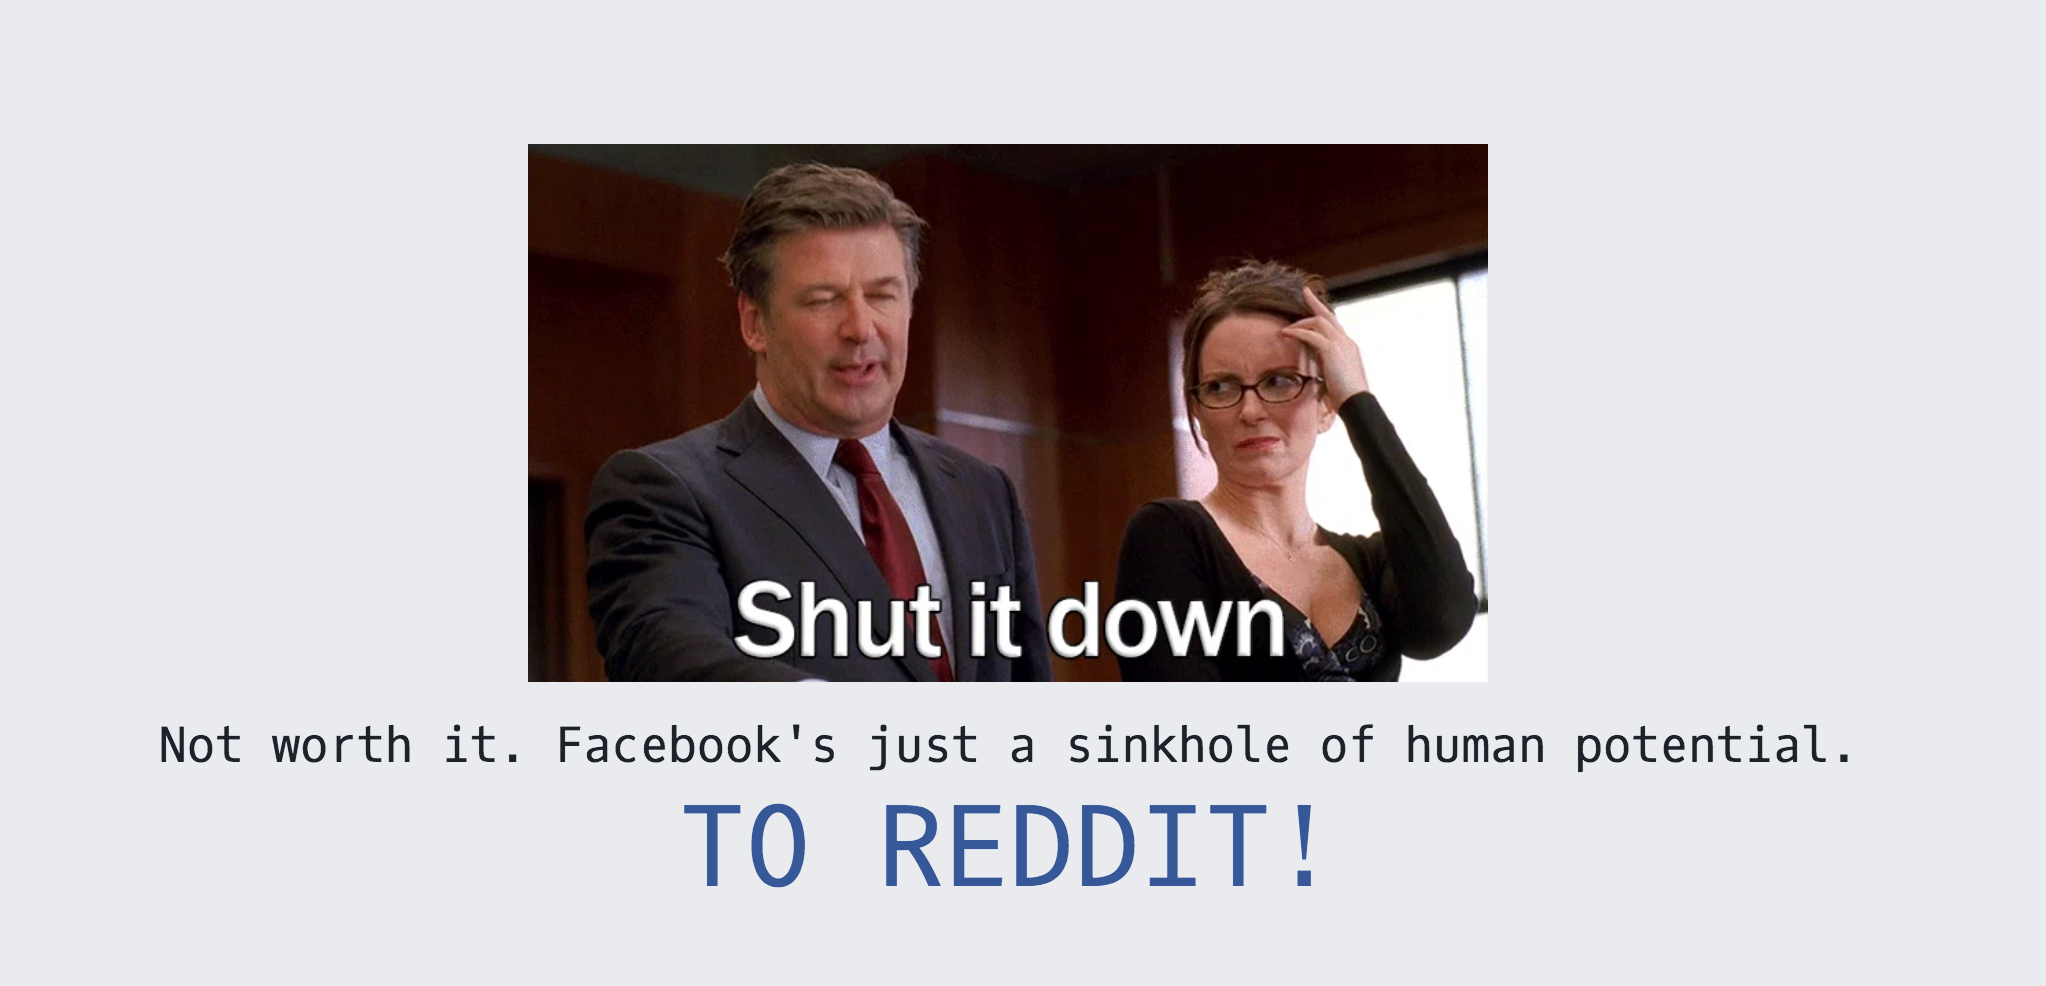 Shut it down
Not worth it. Facebook's just a sinkhole of human potential.
TO REDDIT!